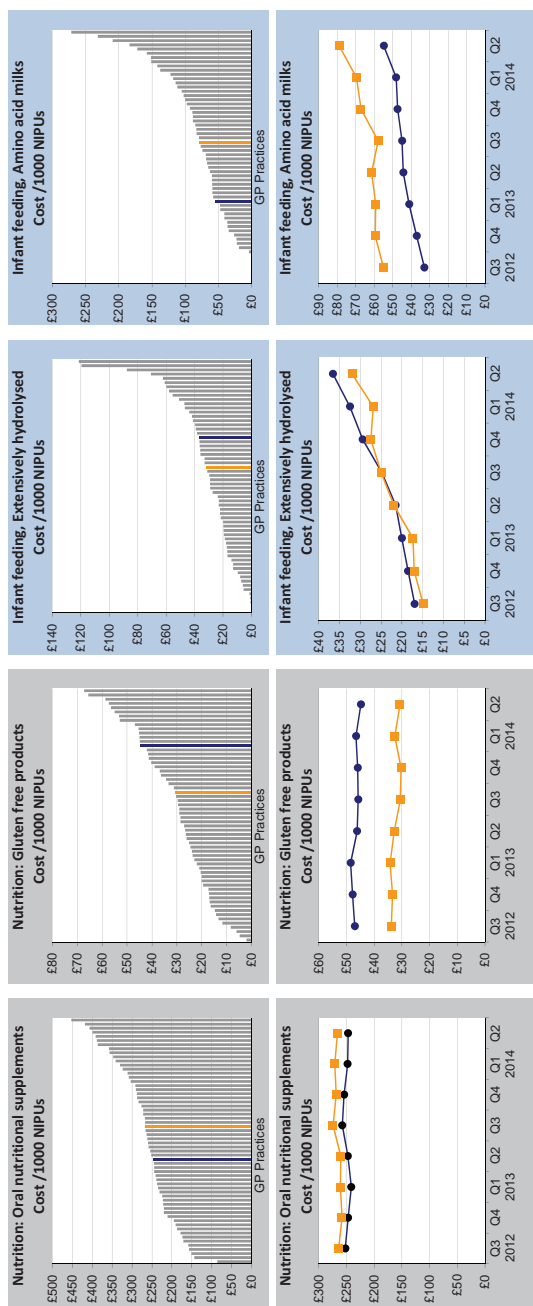 Nutrition: Oral nutritional supplements
Cost /1000 NIPUs
£500
£450
£400
£350
£300
£250
£200
£150
£100
£50
£0
GP Practices
Nutrition: Gluten free products
Cost /1000 NIPUs
£80
£70
£60
£50
£40
£30
£20
£10
£0
GP Practices
Infant feeding, Extensively hydrolysed
Cost /1000 NIPUs
£140
£120
£100
£80
£60
£40
£20
£0
GP Practices
Infant feeding, Amino acid milks
Cost /1000 NIPUs
£300
£250
£200
£150
£100
£50
£0
GP Practices
Nutrition: Oral nutritional supplements
Cost /1000 NIPUs
£300
£250
£200
£150
£100
£50
£0
Q3 Q4 Q1 Q2 Q3 Q4 Q1 Q2
2012 2013 2014
Nutrition: Gluten free products
Cost /1000 NIPUs
£60
£50
£40
£30
£20
£10
£0
Q3 Q4 Q1 Q2 Q3 Q4 Q1 Q2
2012 2013 2014
Infant feeding, Extensively hydrolysed
Cost /1000 NIPUs
£40
£35
£30
£25
£20
£15
£10
£5
£0
Q3 Q4 Q1 Q2 Q3 Q4 Q1 Q2
2012 2013 2014
Infant feeding, Amino acid milks
Cost /1000 NIPUs
£90
£80
£70
£60
£50
£40
£30
£20
£10
£0
Q3 Q4 Q1 Q2 Q3 Q4 Q1 Q2
2012 2013 2014